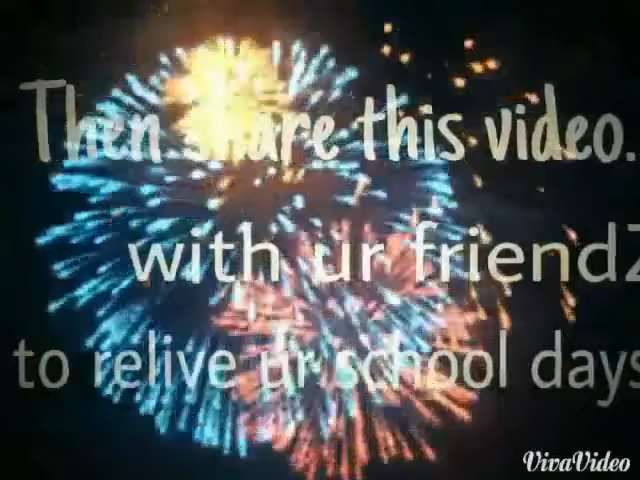 Then share this video.
with ur friendZ
to relive ur school days
VivaVideo